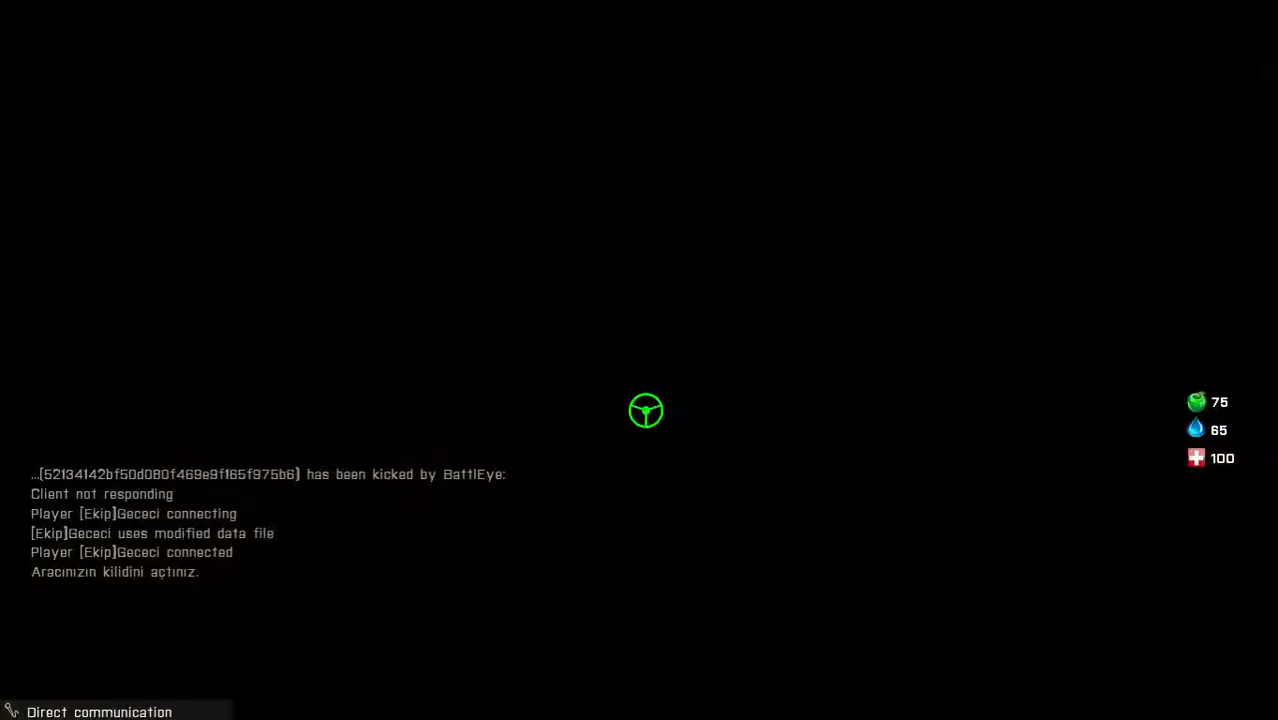 ...(52134142bf50d080f469e9f165f975b6) has been kicked by BattlEye:
Client not responding
Player [Ekip]Gececi connecting
[Ekip]Gececi uses modified data file
Player [Ekip]Gececi connected
Aracınızın kilidini açtınız.
75
65
100
Direct communication